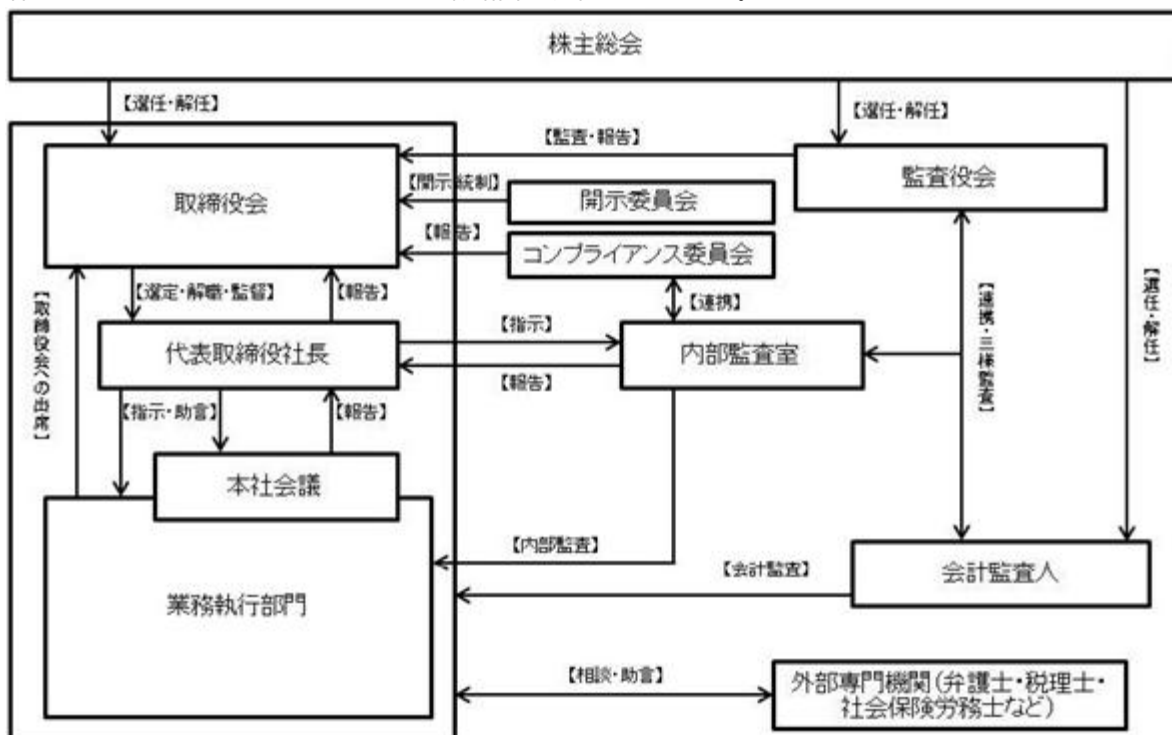 株主総会
【選任・解任】
【選任・解任】
【監査・報告】
取締役会
監査役会
【開示統制】
開示委員会
【報告】
コンプライアンス委員会
【選定・解職・監督】
【報告】
【連携】
【選任・解任】
【取締役会への出席】
【指示】
代表取締役社長
内部監査室
【連携・三様監査】
【報告】
【指示・助言】
【報告】
本社会議
【内部監査】
【会計監査】
会計監査人
業務執行部門
【相談・助言】
外部専門機関(弁護士・税理士・
社会保険労務士など)